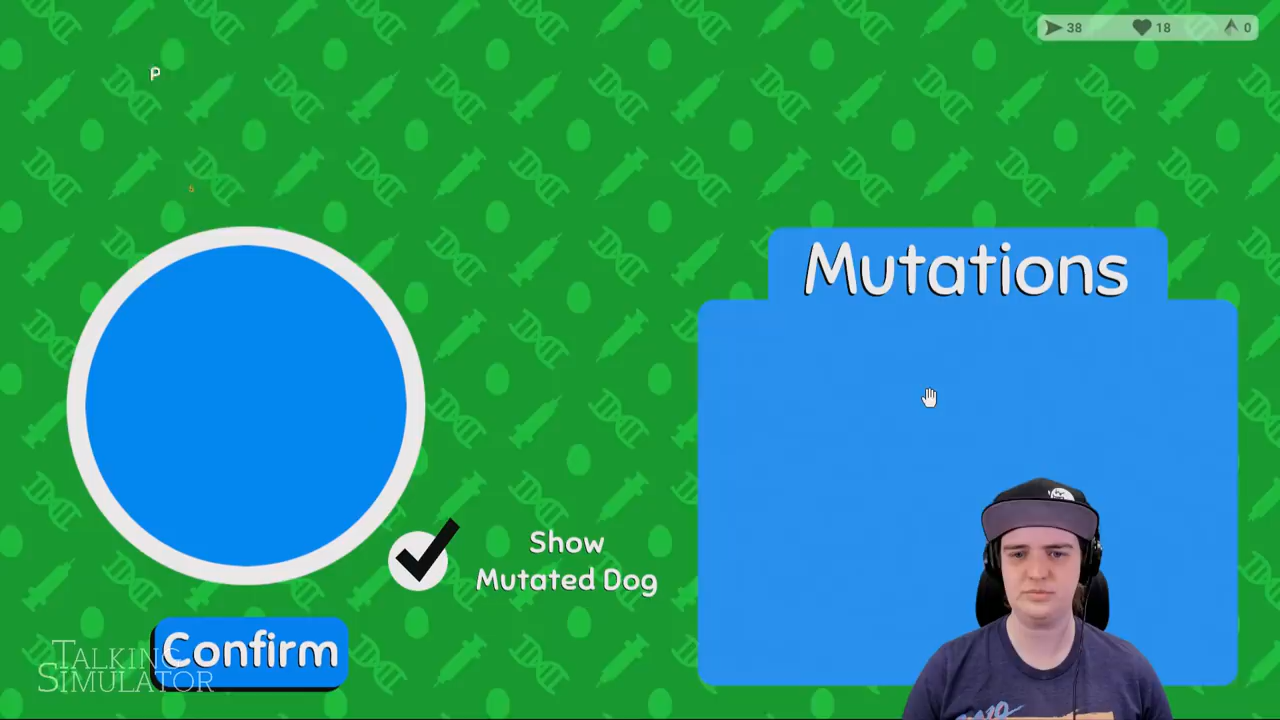 38 18 0
P
Mutations
Show
Mutated Dog
Confirm
TALKING
SIMULATOR